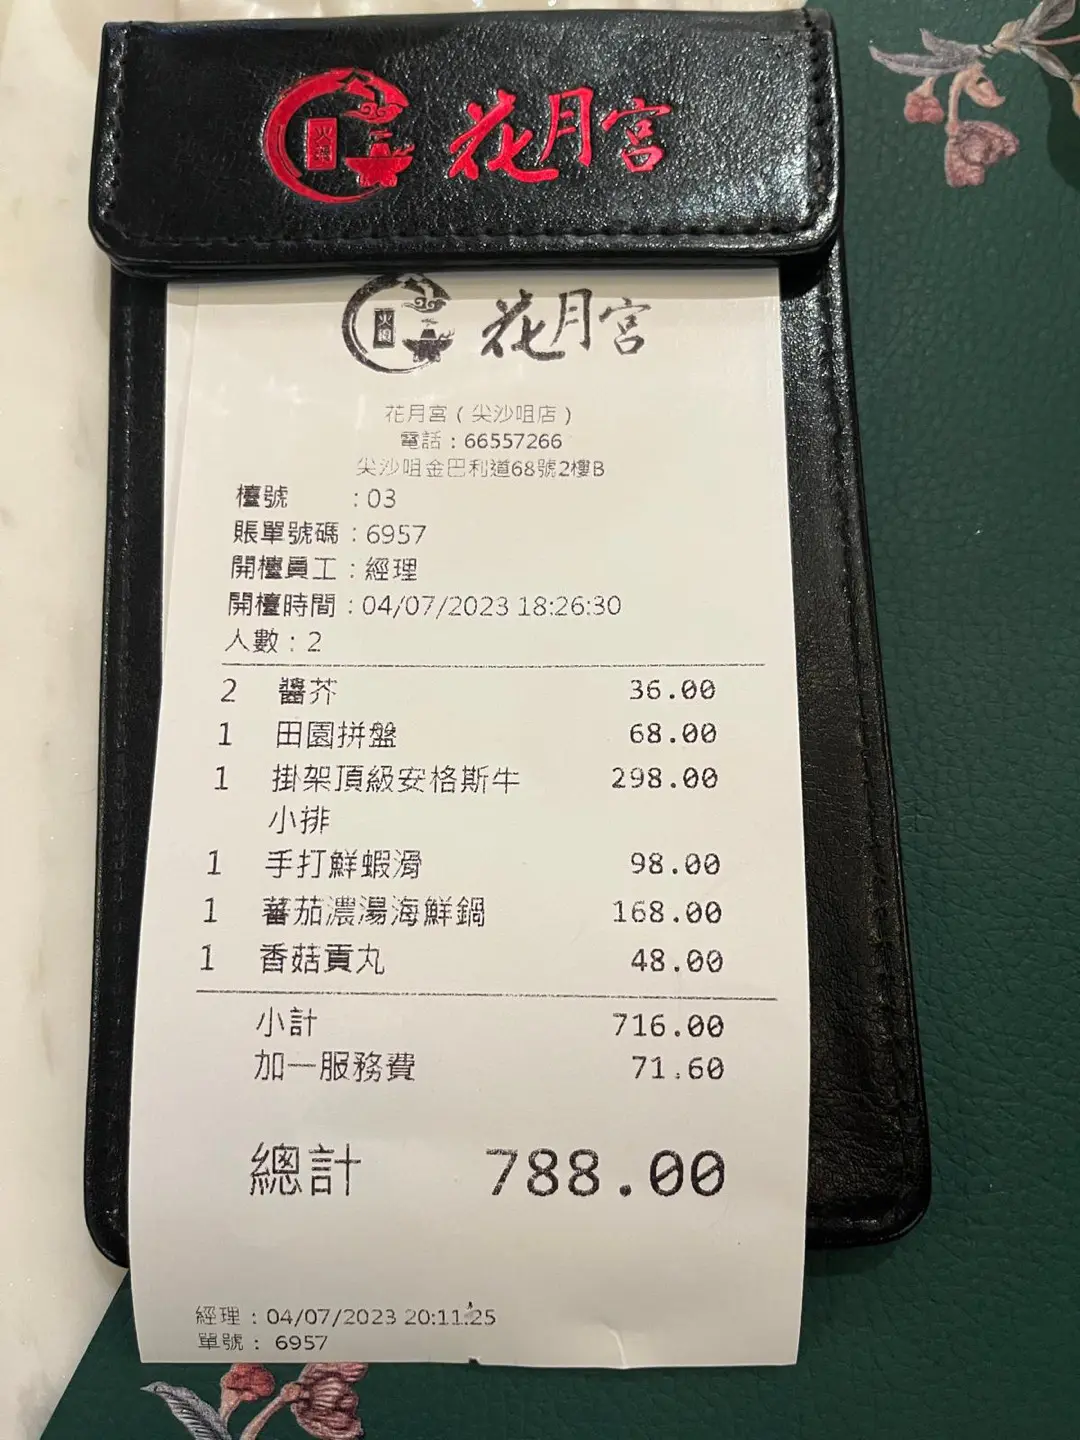 火鍋
花月宮
火鍋
花月宮
花月宮（尖沙咀店）
電話：66557266
尖沙咀金巴利道68號2樓B
檯號 ：03
賬單號碼：6957
開檯員工：經理
開檯時間：04/07/2023 18:26:30
人數：2
2 醬芥 36.00
1 田園拼盤 68.00
1 掛架頂級安格斯牛 298.00
小排
1 手打鮮蝦滑 98.00
1 蕃茄濃湯海鮮鍋 168.00
1 香菇貢丸 48.00
小計 716.00
加一服務費 71.60
總計 788.00
經理：04/07/2023 20:11:25
單號： 6957